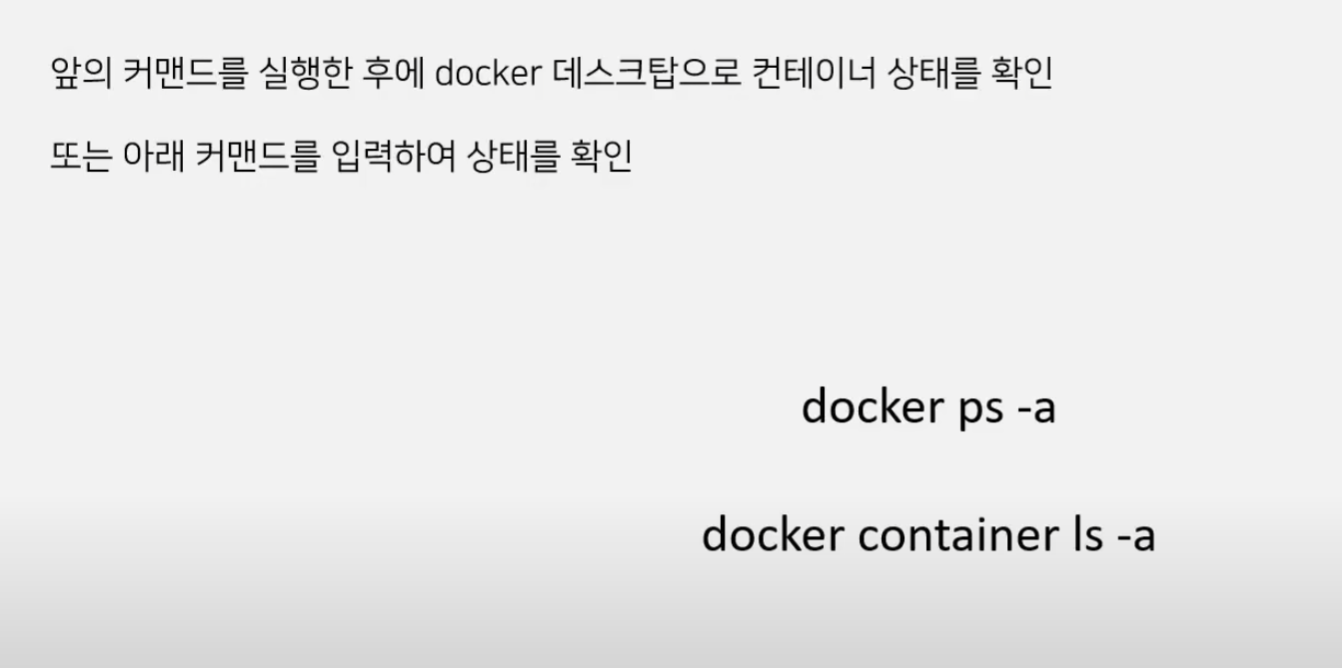 앞의 커맨드를 실행한 후에 docker 데스크탑으로 컨테이너 상태를 확인
또는 아래 커맨드를 입력하여 상태를 확인
docker ps -a
docker container ls -a